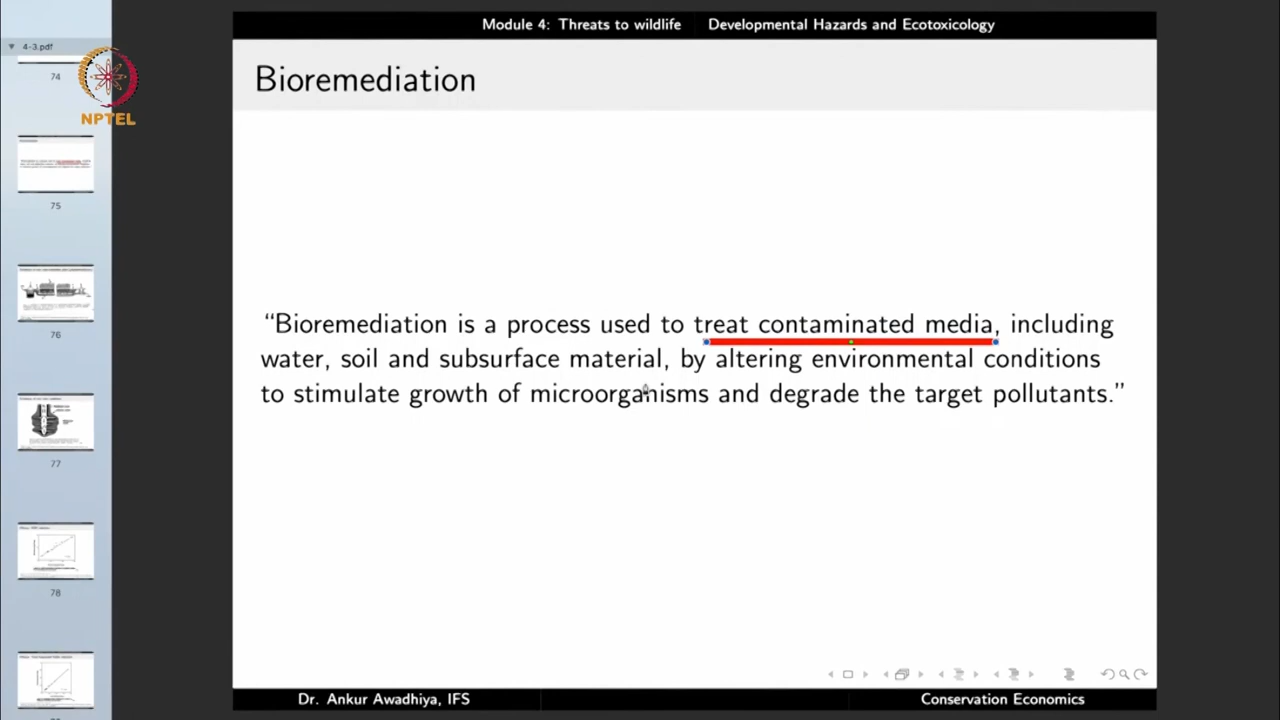 Module 4: Threats to wildlife Developmental Hazards and Ecotoxicology
4-3.pdf
NPTEL
74
75
76
77
78
Bioremediation
“Bioremediation is a process used to treat contaminated media, including
water, soil and subsurface material, by altering environmental conditions
to stimulate growth of microorganisms and degrade the target pollutants.”
Dr. Ankur Awadhiya, IFS Conservation Economics